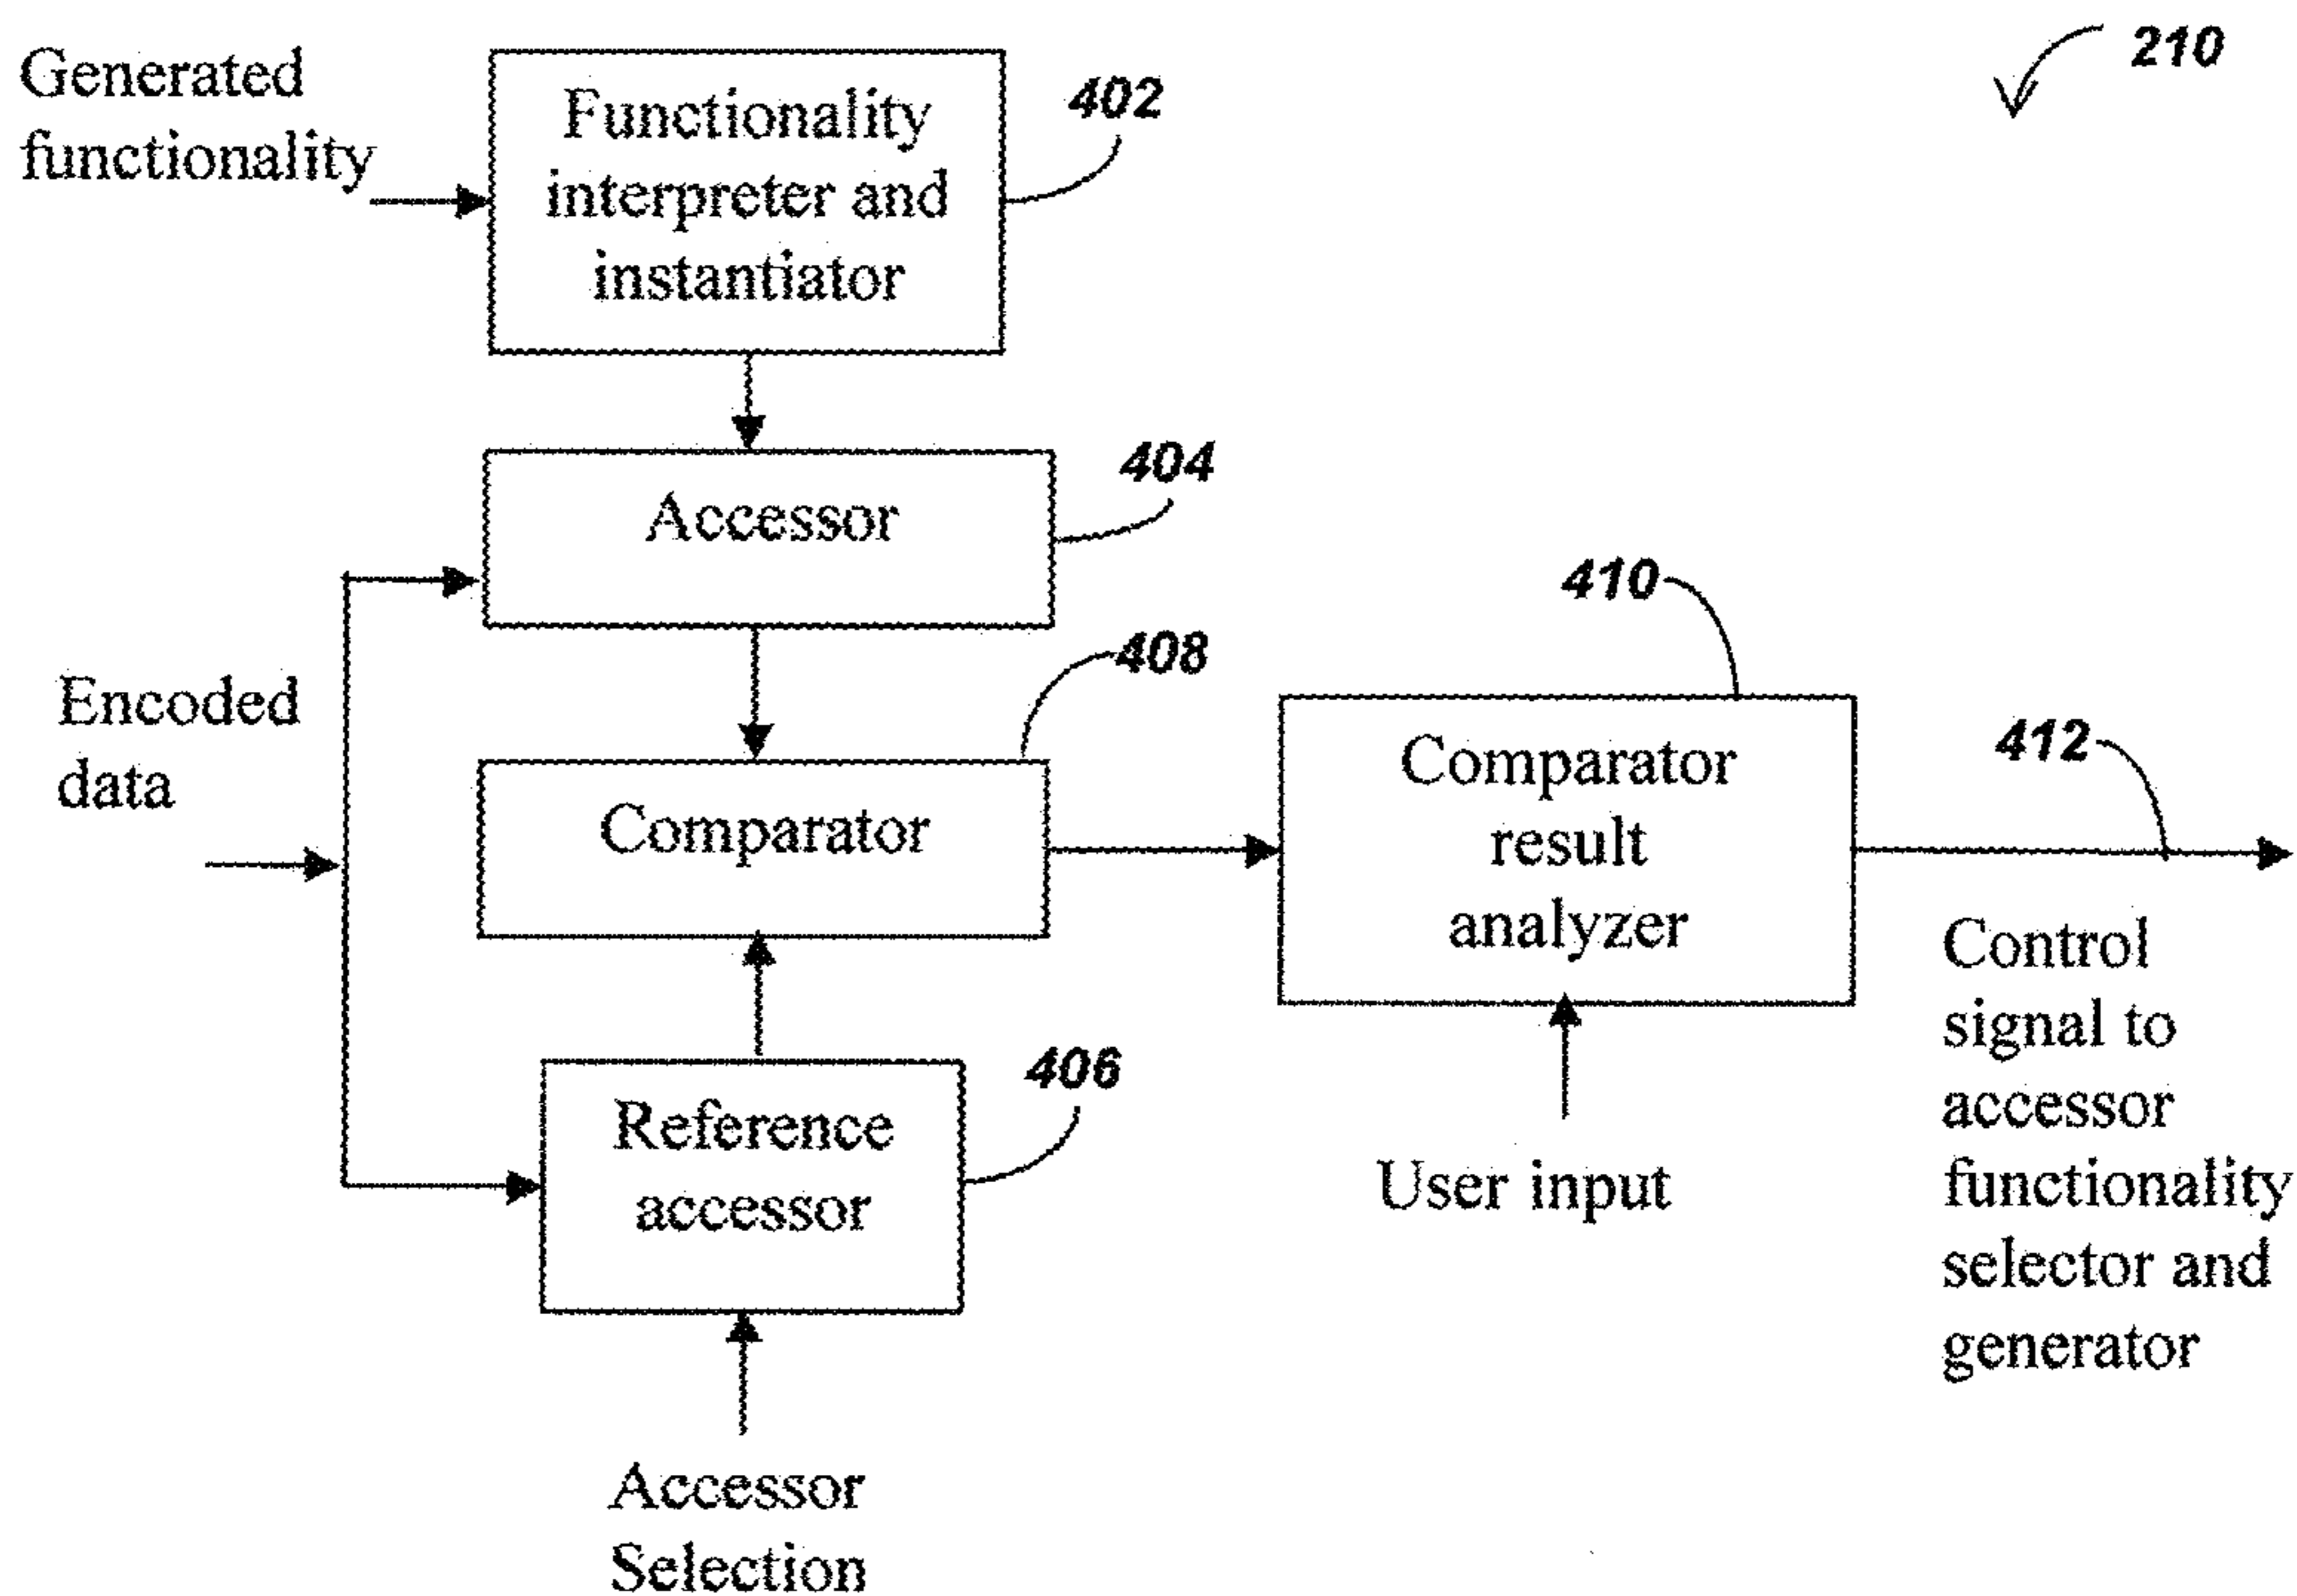 210
Generated
functionality
Functionality
interpreter and
instantiator
402
Accessor
404
Encoded
data
Comparator
408
Comparator
result
analyzer
410
412
Control
signal to
accessor
functionality
selector and
generator
User input
Reference
accessor
406
Accessor
Selection